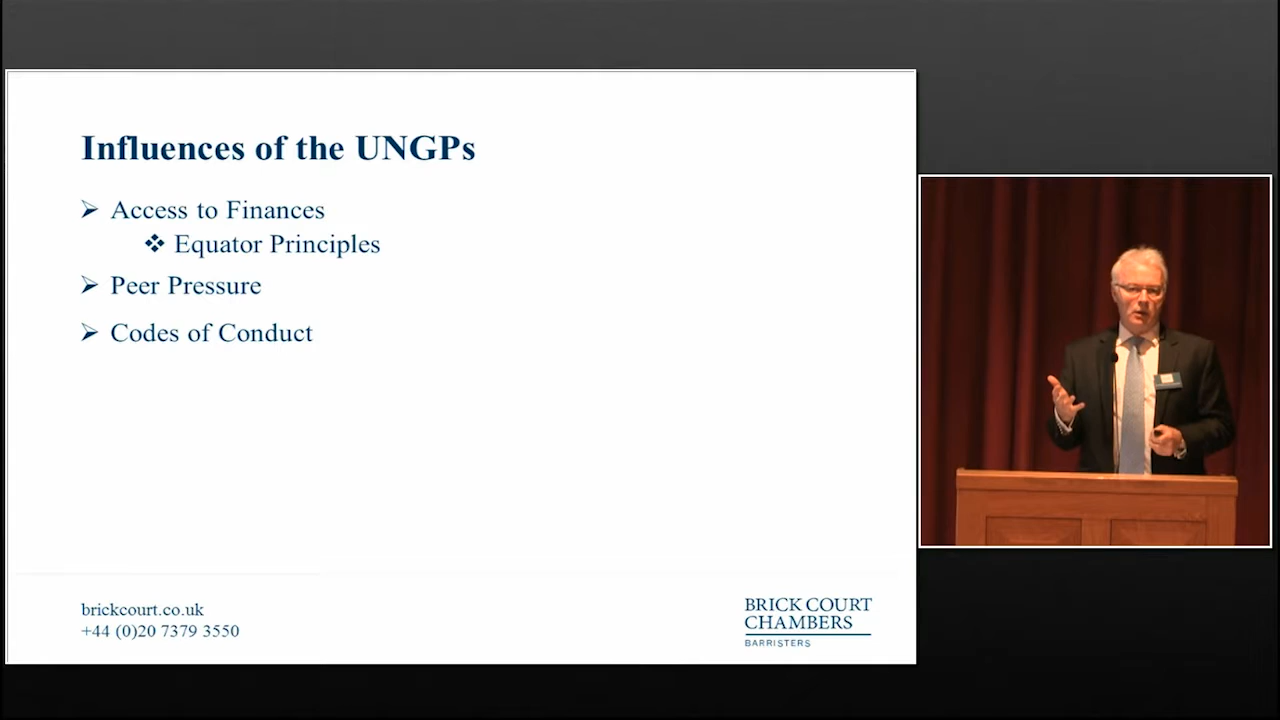 Influences of the UNGPs
Access to Finances
Equator Principles
Peer Pressure
Codes of Conduct
brickcourt.co.uk
+44 (0)20 7379 3550
BRICK COURT
CHAMBERS
BARRISTERS